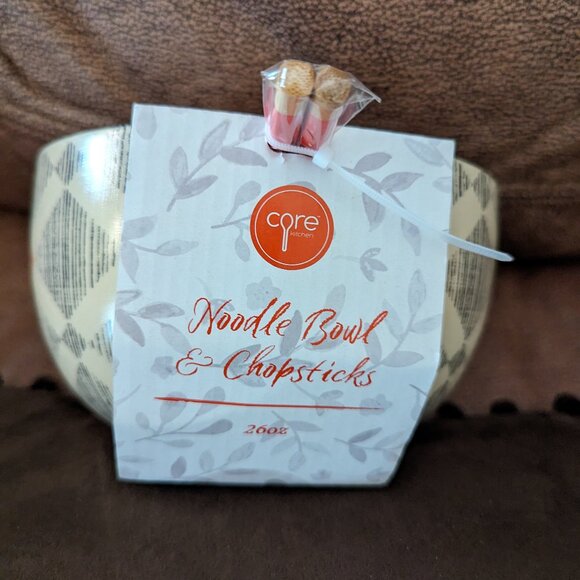 core
kitchen
Noodle Bowl
& Chopsticks
26oz